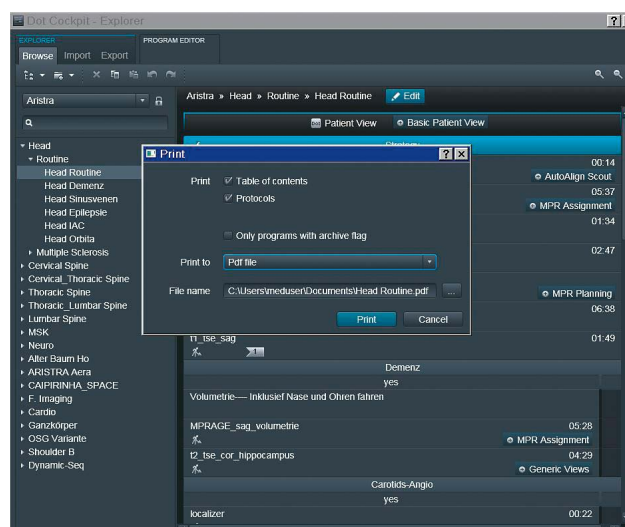 Dot Cockpit - Explorer
?
EXPLORER
PROGRAM EDITOR
Browse Import Export
Aristra
Aristra » Head » Routine » Head Routine Edit
Dot Patient View Basic Patient View
Head
Routine
Head Routine
Head Demenz
Head Sinusvenen
Head Epilepsie
Head IAC
Head Orbita
Multiple Sclerosis
Cervical Spine
Cervical_Thoracic Spine
Thoracic Spine
Thoracic_Lumbar Spine
Lumbar Spine
MSK
Neuro
Alter Baum Ho
ARISTRA Aera
CAIPIRINHA_SPACE
F. Imaging
Cardio
Ganzkörper
OSG Variante
Shoulder B
Dynamic-Seq
Print
? X
Print Table of contents
Protocols
Only programs with archive flag
Print to Pdf file
File name C:\Users\meduser\Documents\Head Routine.pdf ...
Print Cancel
00:14
AutoAlign Scout
05:37
MPR Assignment
01:34
02:47
MPR Planning
06:38
t1_tse_sag 01:49
1
Demenz
yes
Volumetrie---- Inklusief Nase und Ohren fahren
MPRAGE_sag_volumetrie 05:28
MPR Assignment
t2_tse_cor_hippocampus 04:29
Generic Views
Carotids-Angio
yes
localizer 00:22